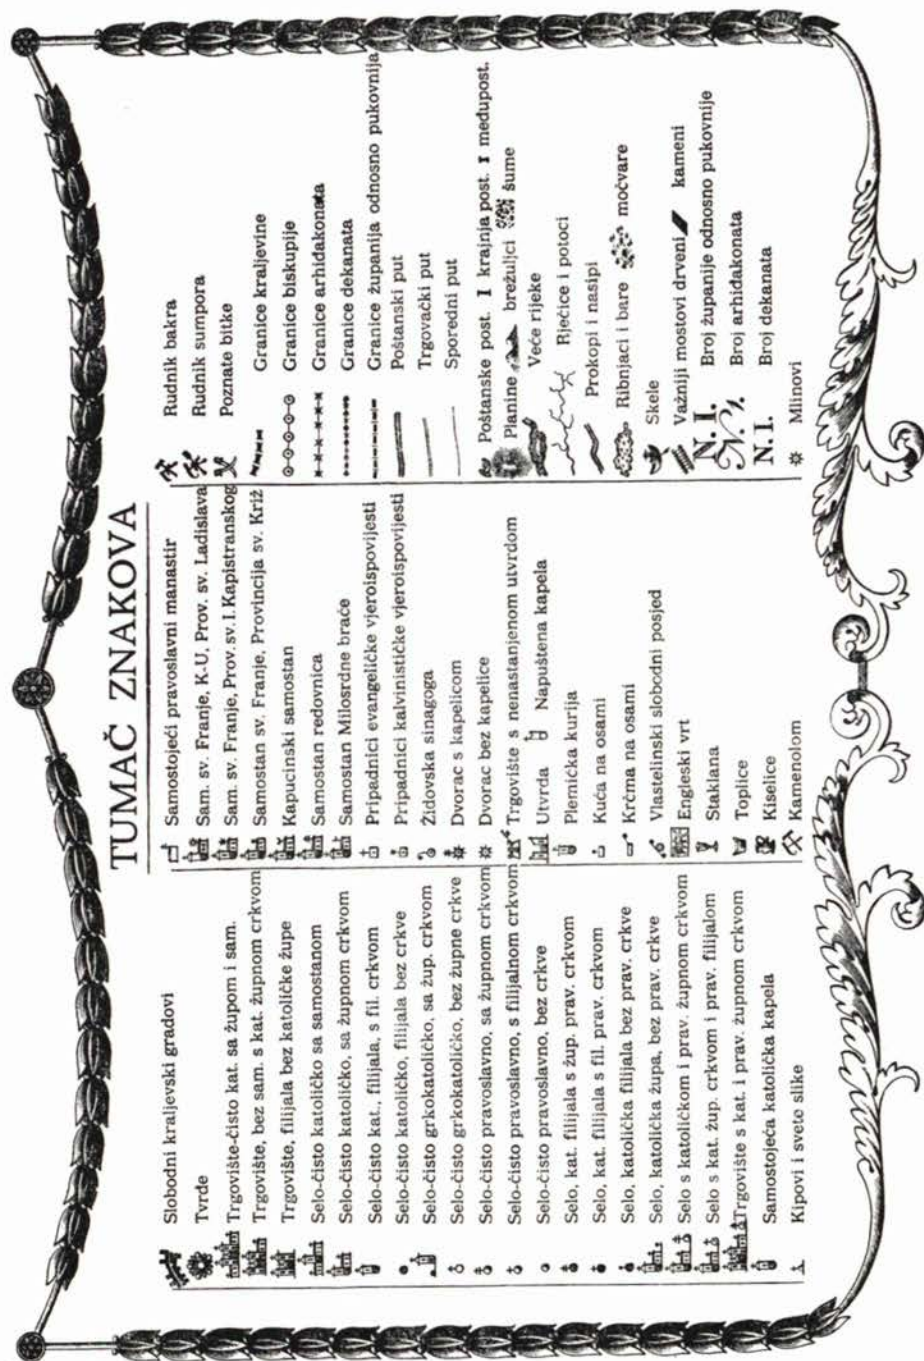 TUMAČ ZNAKOVA
Slobodni kraljevski gradovi
Tvrđe
Trgovište-čisto kat. sa župom i sam.
Trgovište, bez sam. s kat. župnom crkvom
Trgovište, filijala bez katoličke župe
Selo-čisto katoličko sa samostanom
Selo-čisto katoličko, sa župnom crkvom
Selo-čisto kat., filijala, s fil. crkvom
Selo-čisto katoličko, filijala bez crkve
Selo-čisto grkokatoličko, sa žup. crkvom
Selo-čisto grkokatoličko, bez župne crkve
Selo-čisto pravoslavno, sa župnom crkvom
Selo-čisto pravoslavno, s filijalnom crkvom
Selo-čisto pravoslavno, bez crkve
Selo, kat. filijala s žup. prav. crkvom
Selo, kat. filijala s fil. prav. crkvom
Selo, katolička filijala bez prav. crkve
Selo, katolička župa, bez prav. crkve
Selo s katoličkom i prav. župnom crkvom
Selo s kat. žup. crkvom i prav. filijalom
Trgovište s kat. i prav. župnom crkvom
Samostojeća katolička kapela
Kipovi i svete slike
Samostojeći pravoslavni manastir
Sam. sv. Franje, K-U, Prov. sv. Ladislava
Sam. sv. Franje, Prov. sv. I. Kapistranskog
Samostan sv. Franje, Provincija sv. Križ
Kapucinski samostan
Samostan redovnica
Samostan Milosrdne braće
Pripadnici evangeličke vjeroispovijesti
Pripadnici kalvinističke vjeroispovijesti
Židovska sinagoga
Dvorac s kapelicom
Dvorac bez kapelice
Trgovište s nenastanjenom utvrdom
Utvrda Napuštena kapela
Plemićka kurija
Kuća na osami
Krčma na osami
Vlastelinski slobodni posjed
Engleski vrt
Staklana
Toplice
Kiselice
Kamenolom
Rudnik bakra
Rudnik sumpora
Poznate bitke
Granice kraljevine
Granice biskupije
Granice arhidakonata
Granice dekanata
Granice županija odnosno pukovnija
Poštanski put
Trgovački put
Sporedni put
Poštanske post. I krajnja post. I međupost.
Planine brežuljci šume
Veće rijeke
Rječice i potoci
Prokopi i nasipi
Ribnjaci i bare močvare
Skele
Važniji mostovi drveni kameni
N. I. Broj županije odnosno pukovnije
N. 1. Broj arhidakonata
N. I. Broj dekanata
Mlinovi